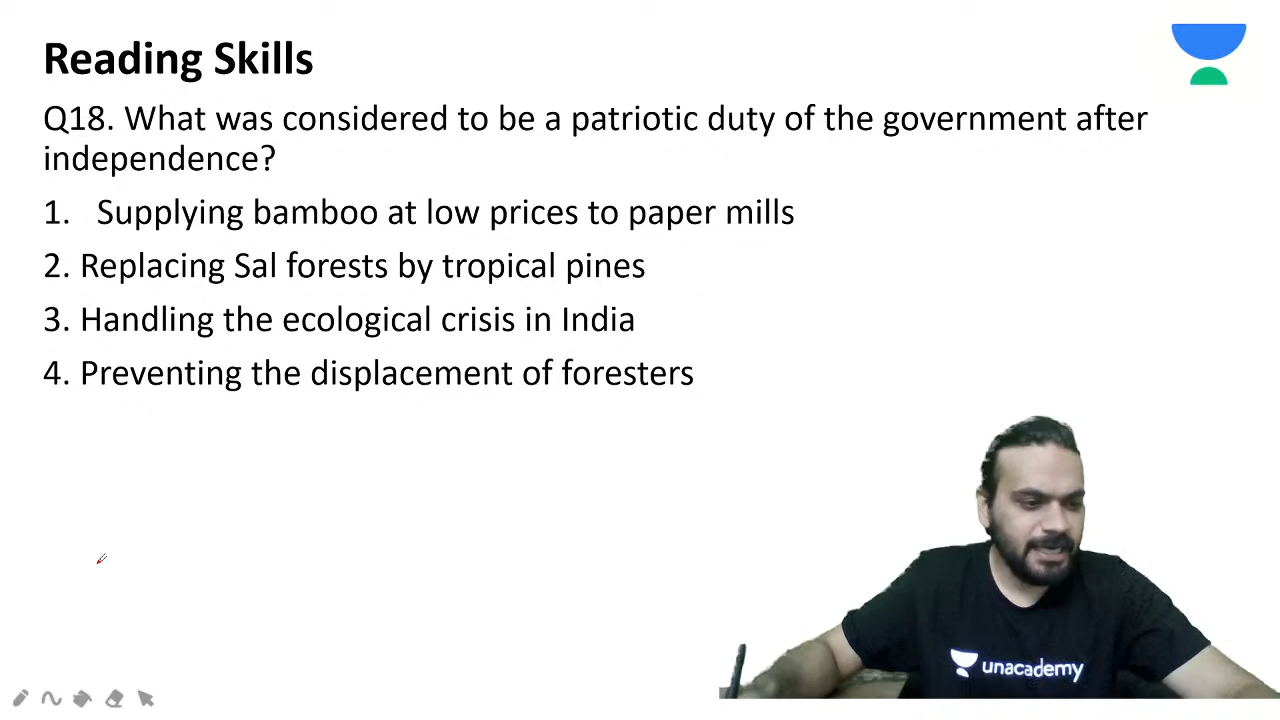 Reading Skills
Q18. What was considered to be a patriotic duty of the government after
independence?
1. Supplying bamboo at low prices to paper mills
2. Replacing Sal forests by tropical pines
3. Handling the ecological crisis in India
4. Preventing the displacement of foresters
unacademy